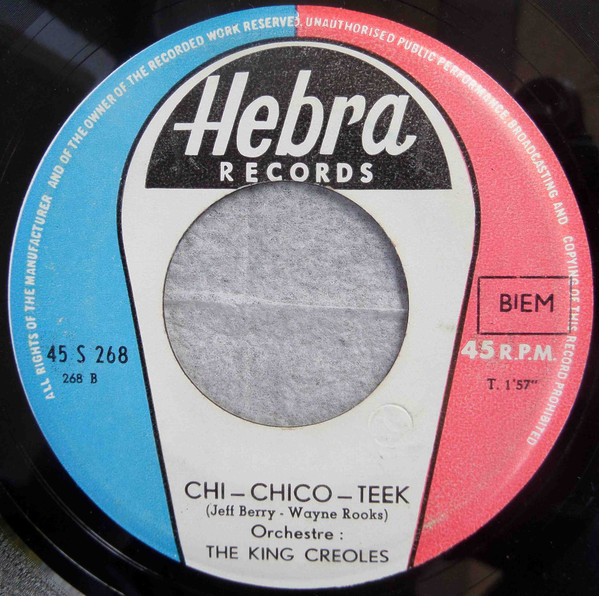 ALL RIGHTS OF THE MANUFACTURER AND OF THE OWNER OF THE RECORDED WORK RESERVED. UNAUTHORISED PUBLIC PERFORMANCE, BROADCASTING AND COPYING OF THIS RECORD PROHIBITED
Hebra
RECORDS
BIEM
45 S 268
45 R.P.M.
268 B
T. 1'57"
CHI – CHICO – TEEK
(Jeff Berry - Wayne Rooks)
Orchestre :
THE KING CREOLES